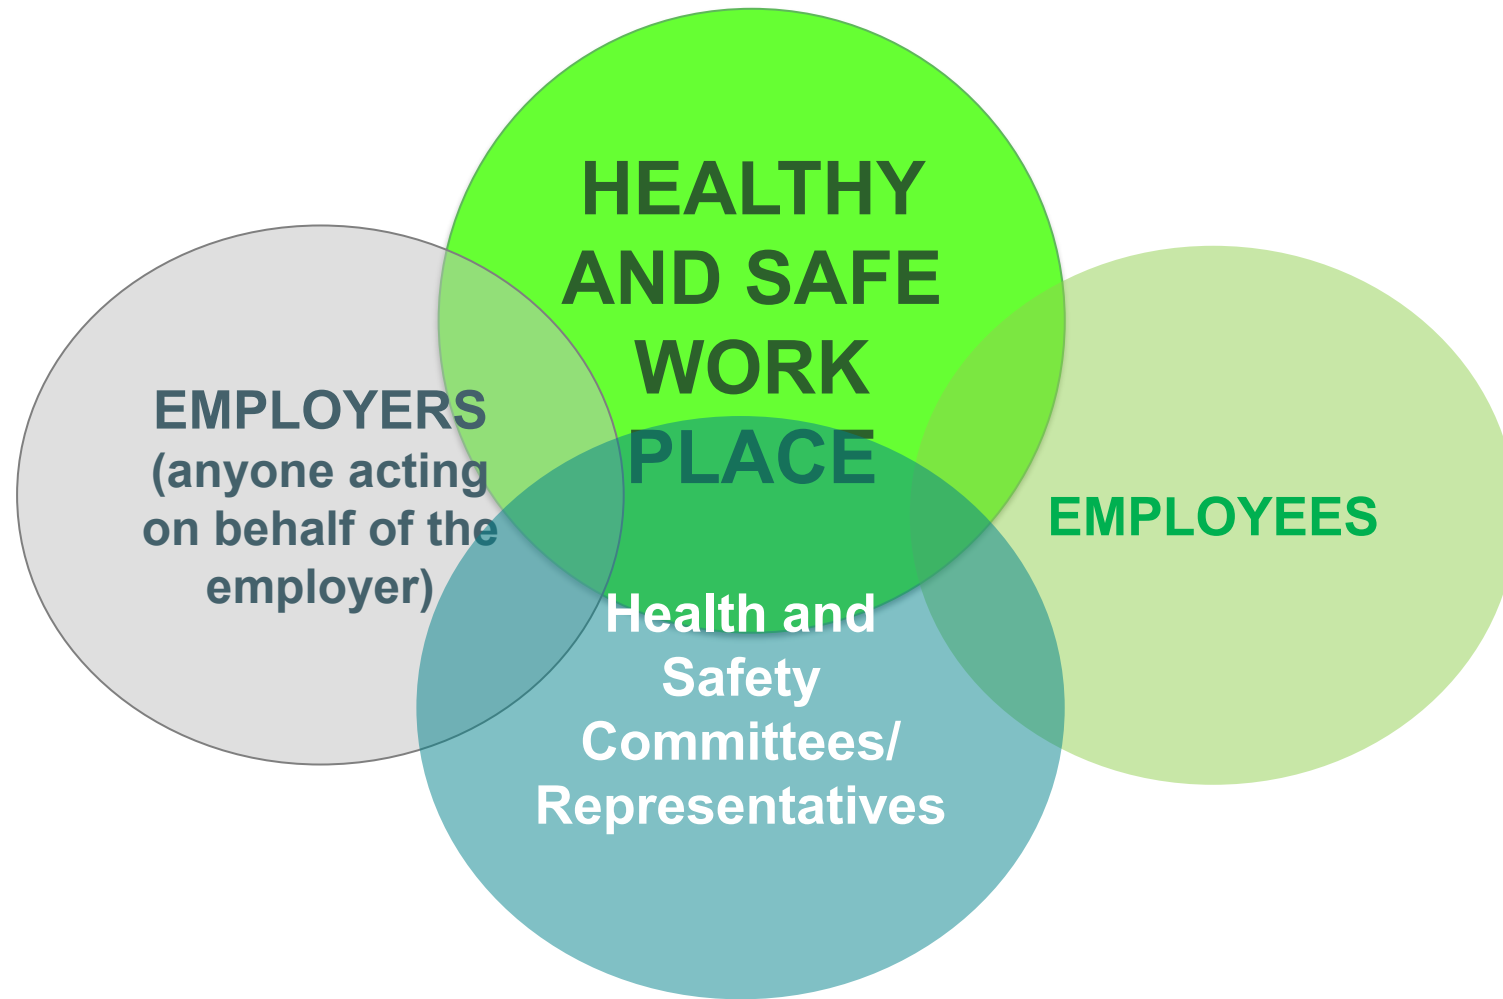 HEALTHY
AND SAFE
WORK
PLACE
EMPLOYERS
(anyone acting
on behalf of the
employer)
EMPLOYEES
Health and
Safety
Committees/
Representatives